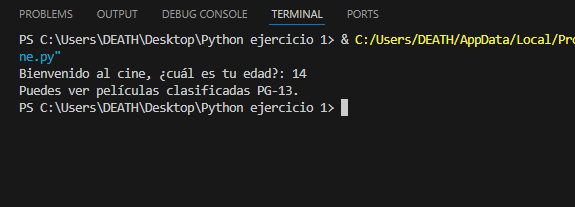 PROBLEMS OUTPUT DEBUG CONSOLE TERMINAL PORTS
PS C:\Users\DEATH\Desktop\Python ejercicio 1> & C:/Users/DEATH/AppData/Local/Pro
ne.py"
Bienvenido al cine, ¿cuál es tu edad?: 14
Puedes ver películas clasificadas PG-13.
PS C:\Users\DEATH\Desktop\Python ejercicio 1>